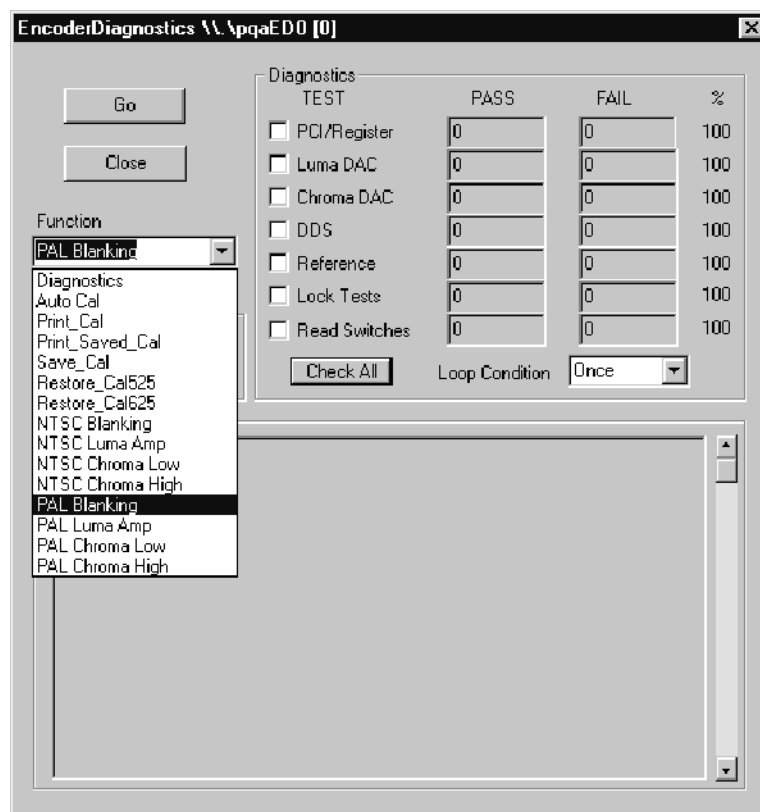 EncoderDiagnostics \\.\pqaED0 [0]
Go
Close
Function
PAL Blanking
Diagnostics
Auto Cal
Print_Cal
Print_Saved_Cal
Save_Cal
Restore_Cal525
Restore_Cal625
NTSC Blanking
NTSC Luma Amp
NTSC Chroma Low
NTSC Chroma High
PAL Blanking
PAL Luma Amp
PAL Chroma Low
PAL Chroma High
Diagnostics
TEST PASS FAIL %
PCI/Register 0 0 100
Luma DAC 0 0 100
Chroma DAC 0 0 100
DDS 0 0 100
Reference 0 0 100
Lock Tests 0 0 100
Read Switches 0 0 100
Check All Loop Condition Once